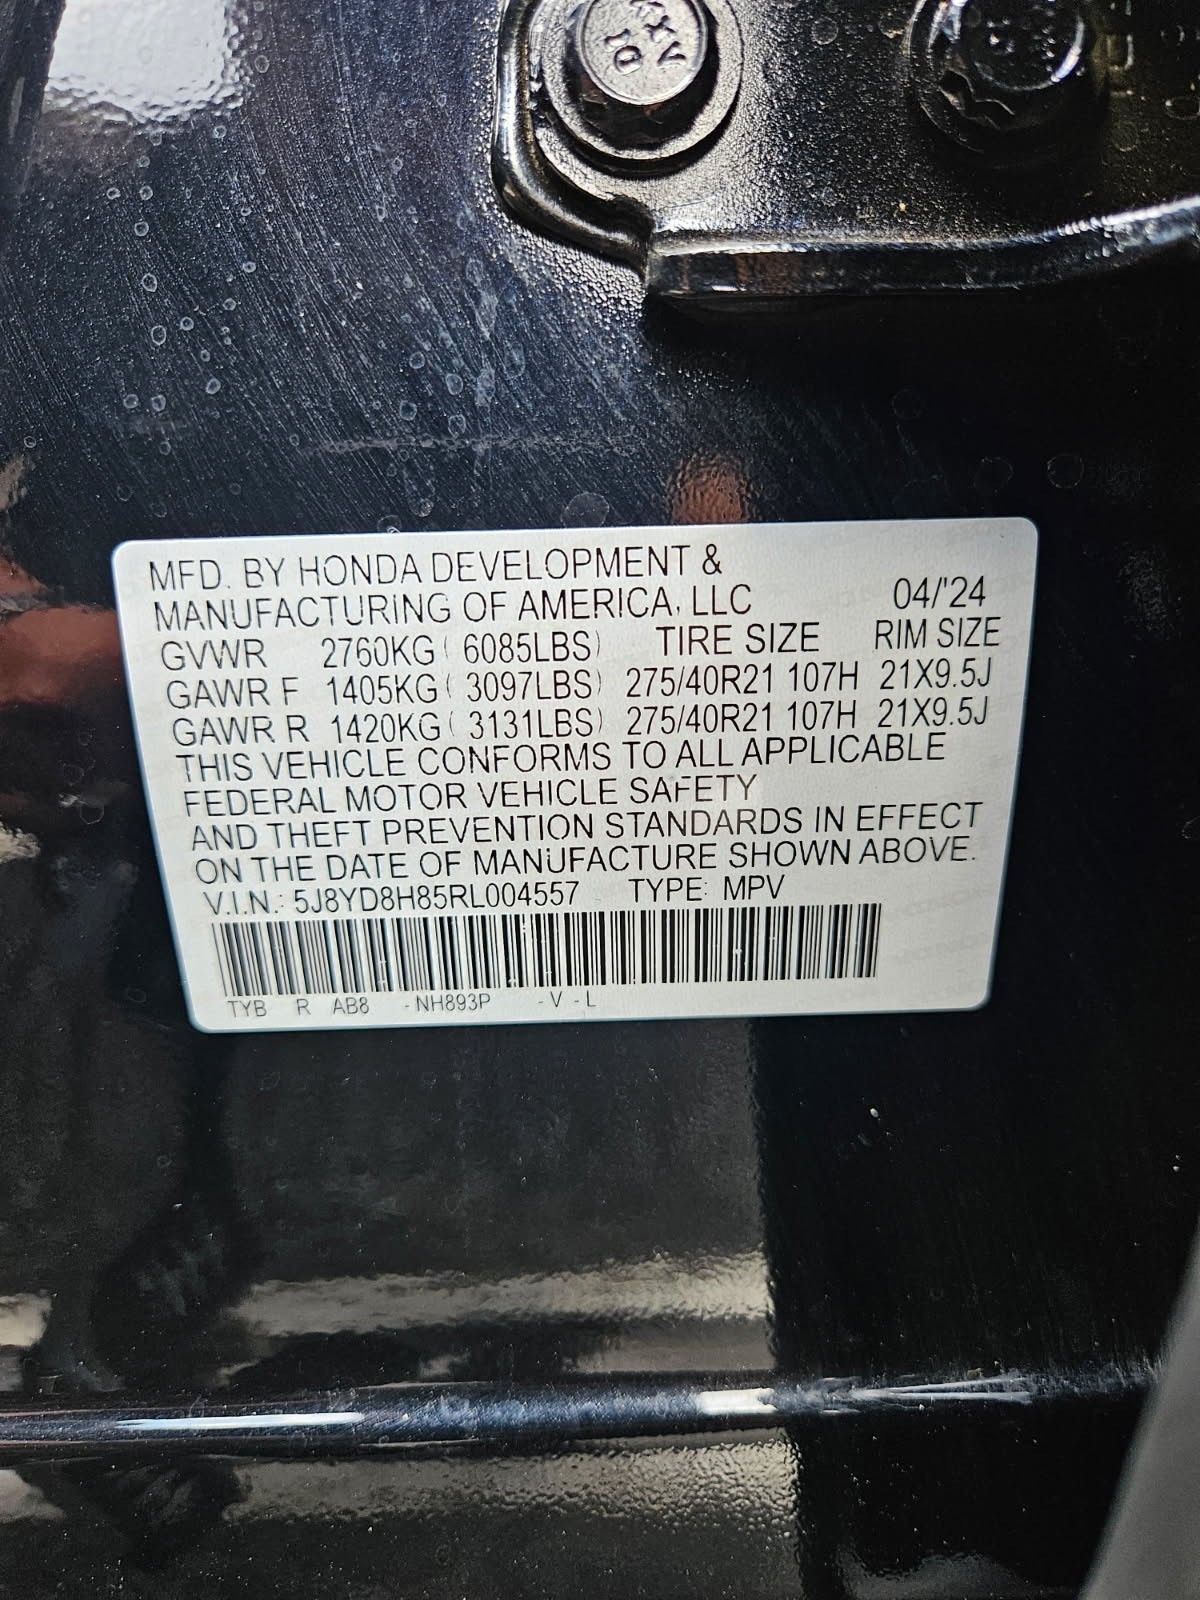 XXV
10
MFD. BY HONDA DEVELOPMENT &
MANUFACTURING OF AMERICA, LLC 04/'24
GVWR 2760KG ( 6085LBS) TIRE SIZE RIM SIZE
GAWR F 1405KG ( 3097LBS) 275/40R21 107H 21X9.5J
GAWR R 1420KG ( 3131LBS) 275/40R21 107H 21X9.5J
THIS VEHICLE CONFORMS TO ALL APPLICABLE
FEDERAL MOTOR VEHICLE SAFETY
AND THEFT PREVENTION STANDARDS IN EFFECT
ON THE DATE OF MANUFACTURE SHOWN ABOVE.
V.I.N.: 5J8YD8H85RL004557 TYPE: MPV
TYB R AB8 -NH893P -V -L